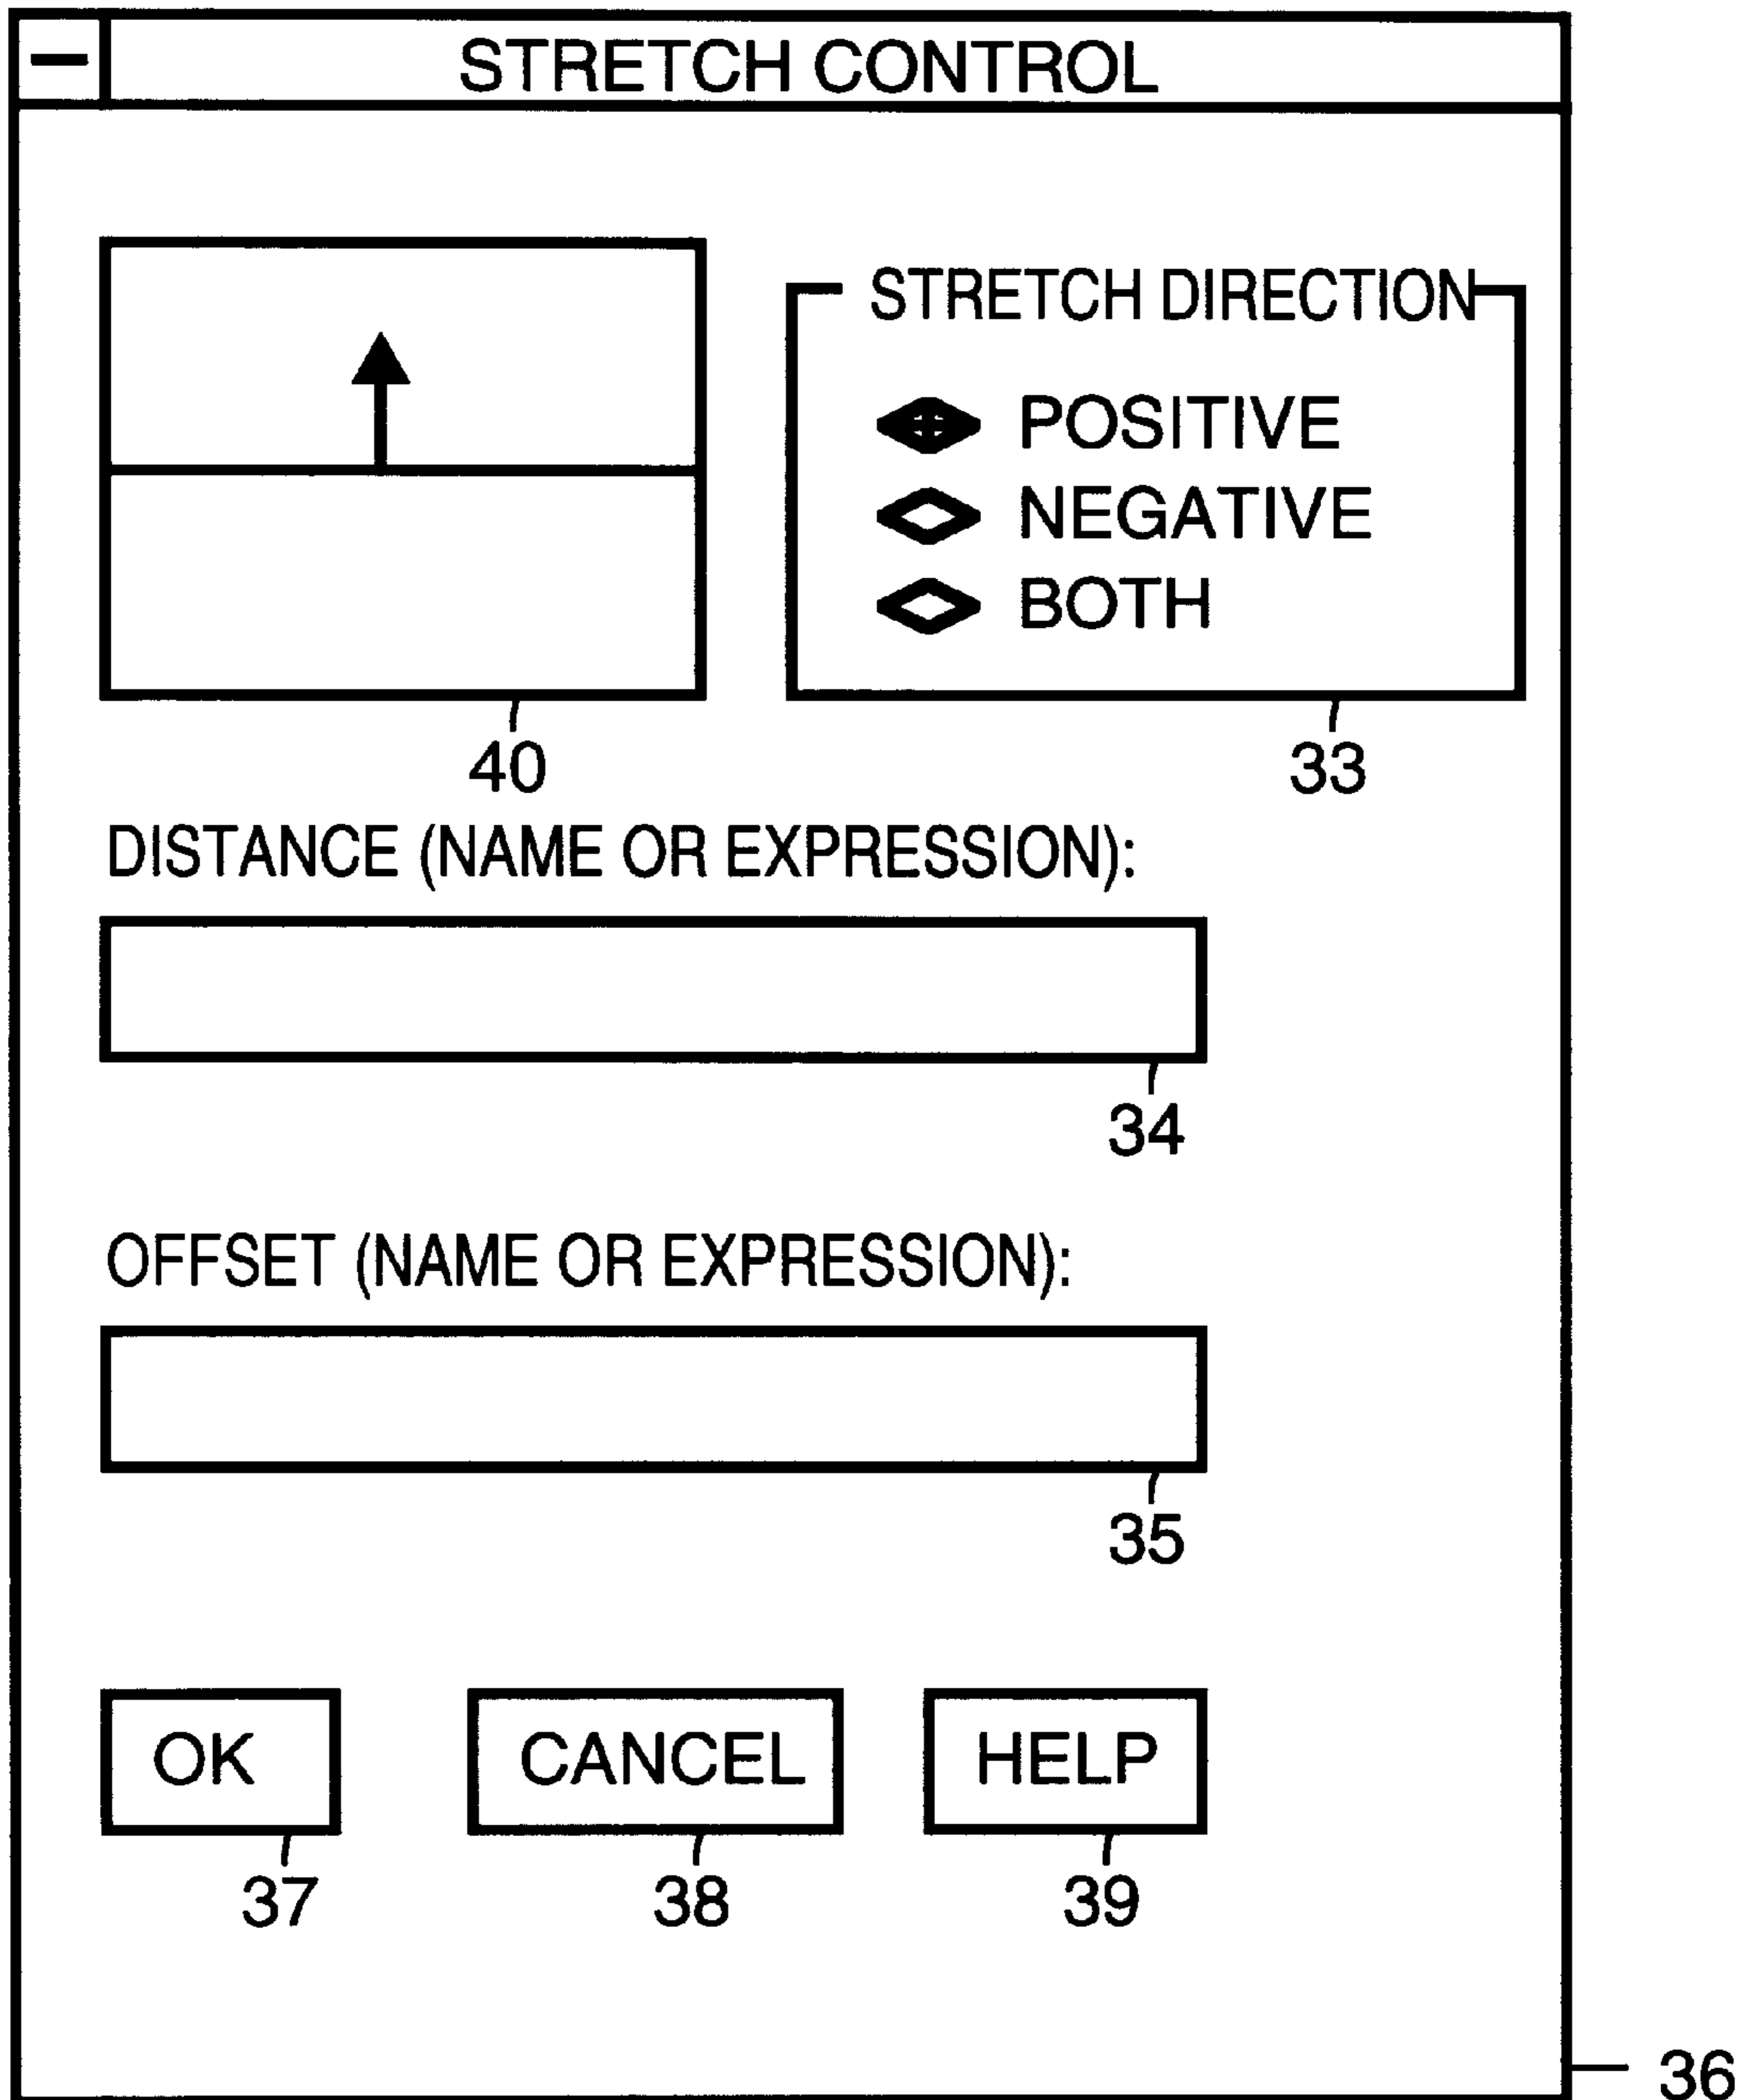 STRETCH CONTROL
STRETCH DIRECTION
POSITIVE
NEGATIVE
BOTH
40
33
DISTANCE (NAME OR EXPRESSION):
34
OFFSET (NAME OR EXPRESSION):
35
OK
CANCEL
HELP
37
38
39
36